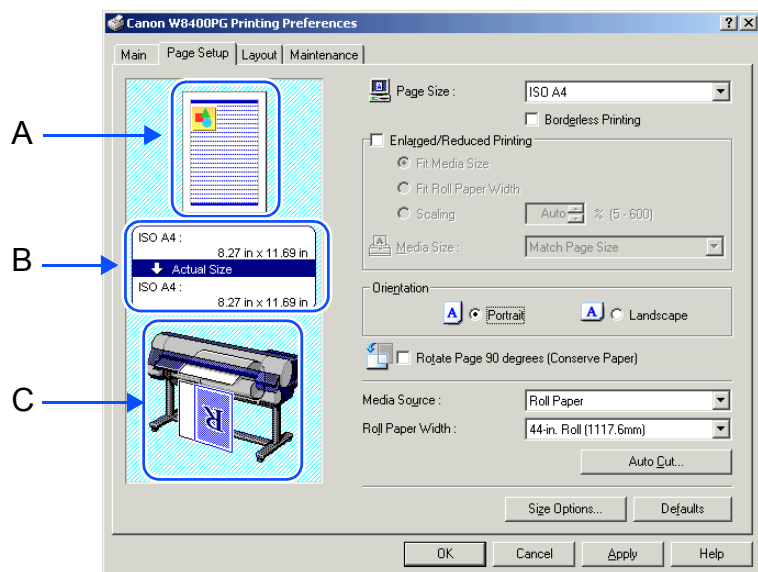 Canon W8400PG Printing Preferences
Main Page Setup Layout Maintenance
A
B
C
ISO A4 :
8.27 in x 11.69 in
Actual Size
ISO A4 :
8.27 in x 11.69 in
R
Page Size :
ISO A4
Borderless Printing
Enlarged/Reduced Printing
Fit Media Size
Fit Roll Paper Width
Scaling
Auto
% (5 - 600)
Media Size :
Match Page Size
Orientation
A Portrait
A Landscape
Rotate Page 90 degrees (Conserve Paper)
Media Source :
Roll Paper
Roll Paper Width :
44-in. Roll (1117.6mm)
Auto Cut...
Size Options...
Defaults
OK
Cancel
Apply
Help